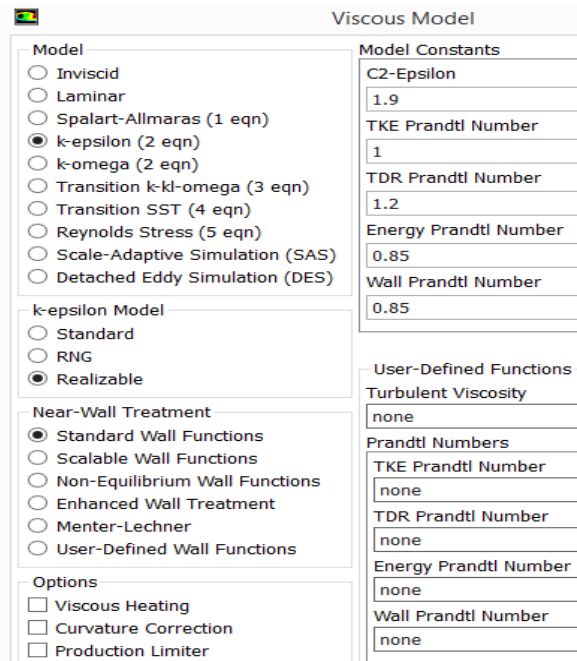 Viscous Model
Model
Inviscid
Laminar
Spalart-Allmaras (1 eqn)
k-epsilon (2 eqn)
k-omega (2 eqn)
Transition k-kl-omega (3 eqn)
Transition SST (4 eqn)
Reynolds Stress (5 eqn)
Scale-Adaptive Simulation (SAS)
Detached Eddy Simulation (DES)
k-epsilon Model
Standard
RNG
Realizable
Near-Wall Treatment
Standard Wall Functions
Scalable Wall Functions
Non-Equilibrium Wall Functions
Enhanced Wall Treatment
Menter-Lechner
User-Defined Wall Functions
Options
Viscous Heating
Curvature Correction
Production Limiter
Model Constants
C2-Epsilon
1.9
TKE Prandtl Number
1
TDR Prandtl Number
1.2
Energy Prandtl Number
0.85
Wall Prandtl Number
0.85
User-Defined Functions
Turbulent Viscosity
none
Prandtl Numbers
TKE Prandtl Number
none
TDR Prandtl Number
none
Energy Prandtl Number
none
Wall Prandtl Number
none